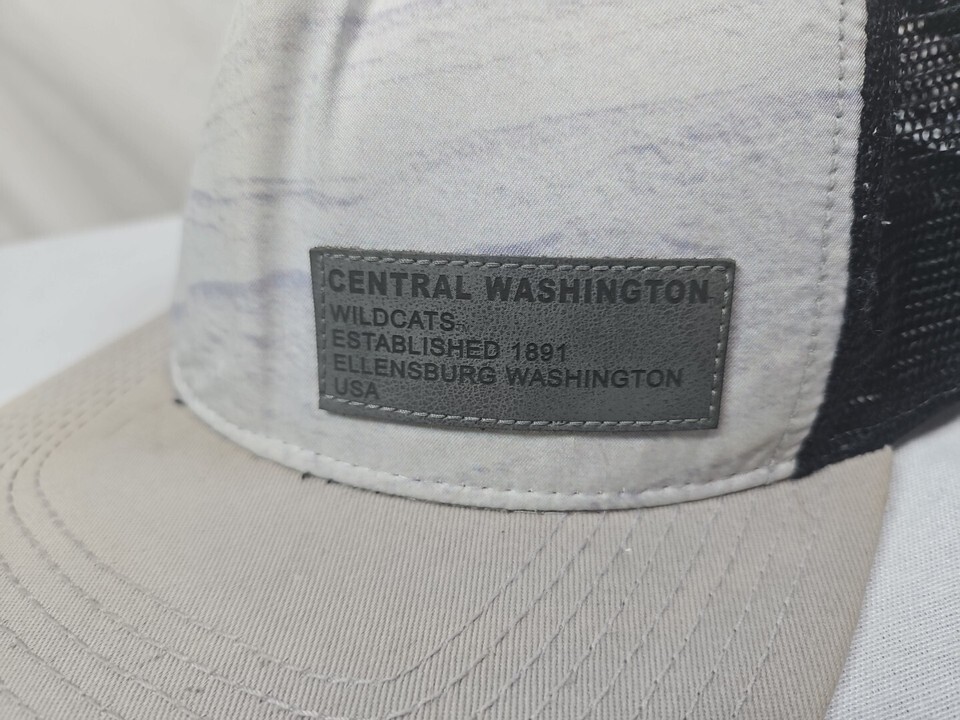 CENTRAL WASHINGTON
WILDCATS
ESTABLISHED 1891
ELLENSBURG WASHINGTON
USA